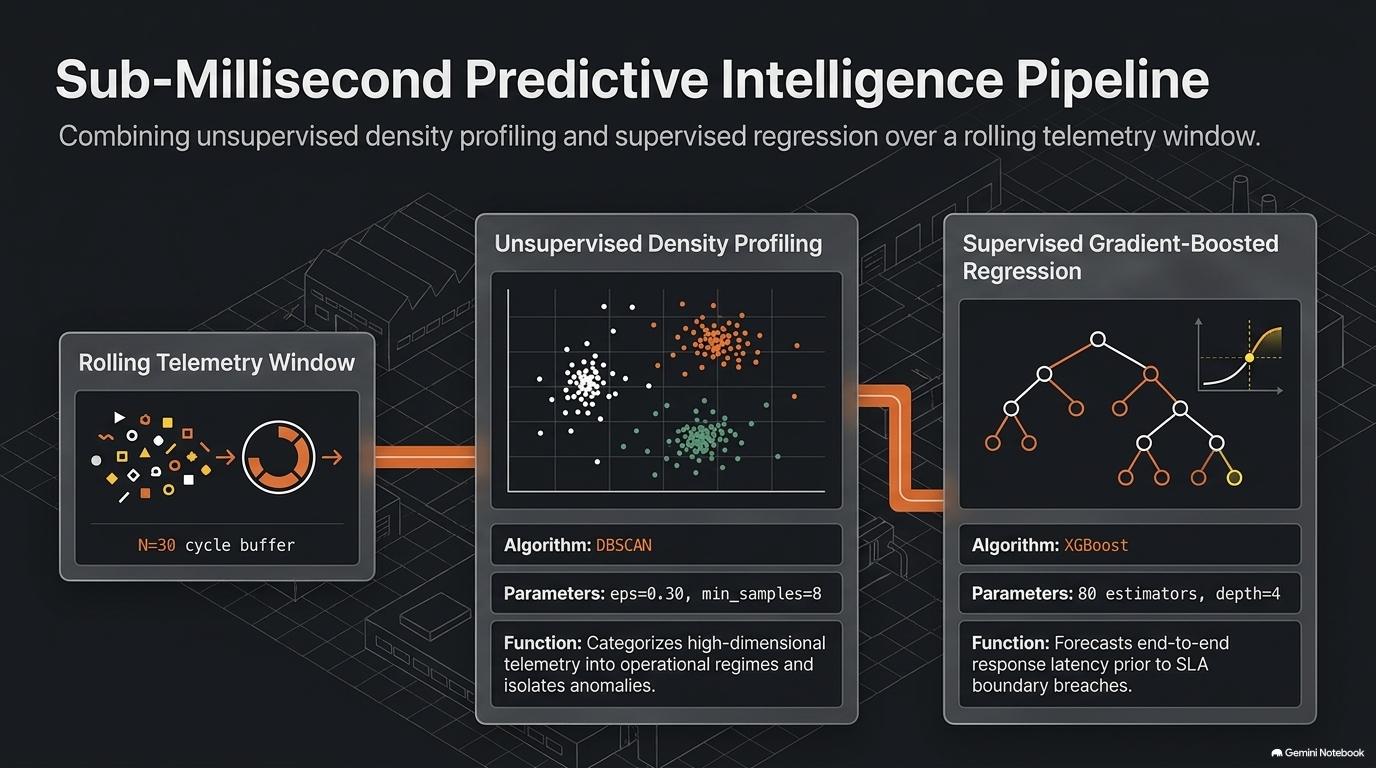 Sub-Millisecond Predictive Intelligence Pipeline
Combining unsupervised density profiling and supervised regression over a rolling telemetry window.
Rolling Telemetry Window
N=30 cycle buffer
Unsupervised Density Profiling
Algorithm: DBSCAN
Parameters: eps=0.30, min_samples=8
Function: Categorizes high-dimensional
telemetry into operational regimes and
isolates anomalies.
Supervised Gradient-Boosted
Regression
Algorithm: XGBoost
Parameters: 80 estimators, depth=4
Function: Forecasts end-to-end
response latency prior to SLA
boundary breaches.
Gemini Notebook